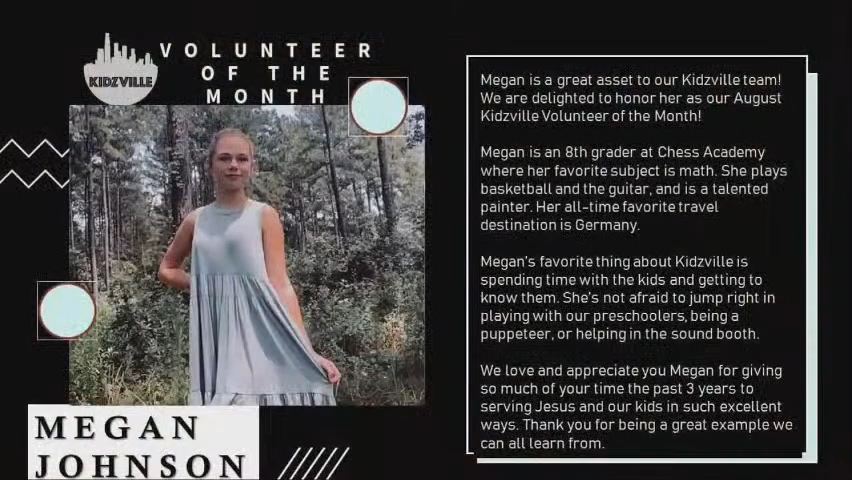 KIDZVILLE
VOLUNTEER
OF THE
MONTH
MEGAN
JOHNSON
Megan is a great asset to our Kidzville team!
We are delighted to honor her as our August
Kidzville Volunteer of the Month!
Megan is an 8th grader at Chess Academy
where her favorite subject is math. She plays
basketball and the guitar, and is a talented
painter. Her all-time favorite travel
destination is Germany.
Megan's favorite thing about Kidzville is
spending time with the kids and getting to
know them. She's not afraid to jump right in
playing with our preschoolers, being a
puppeteer, or helping in the sound booth.
We love and appreciate you Megan for giving
so much of your time the past 3 years to
serving Jesus and our kids in such excellent
ways. Thank you for being a great example we
can all learn from.